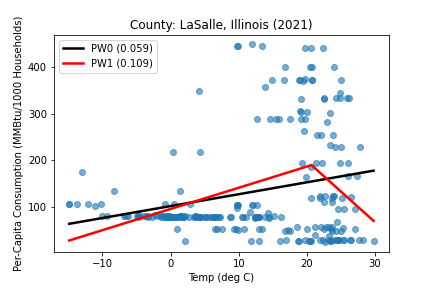 County: LaSalle, Illinois (2021)
PW0 (0.059)
PW1 (0.109)
Per-Capita Consumption (MMBtu/1000 Households)
400
300
200
100
−10 0 10 20 30
Temp (deg C)